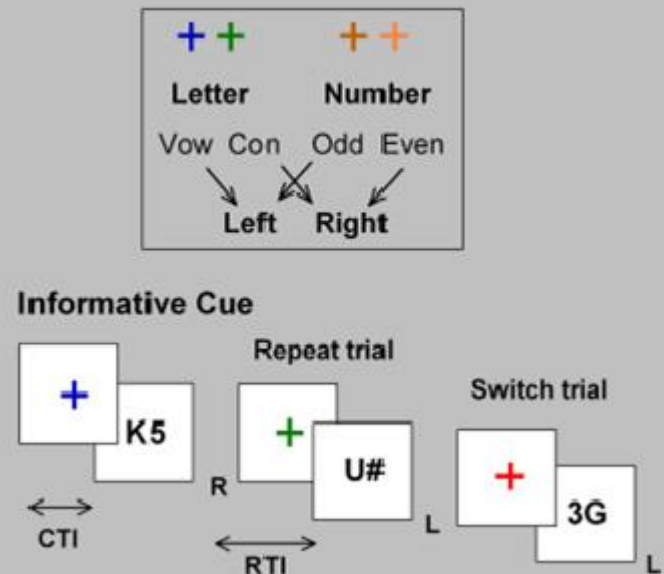 Letter Number
Vow Con Odd Even
Left Right
Informative Cue
Repeat trial
Switch trial
K5
U#
3G
R
L
L
CTI
RTI